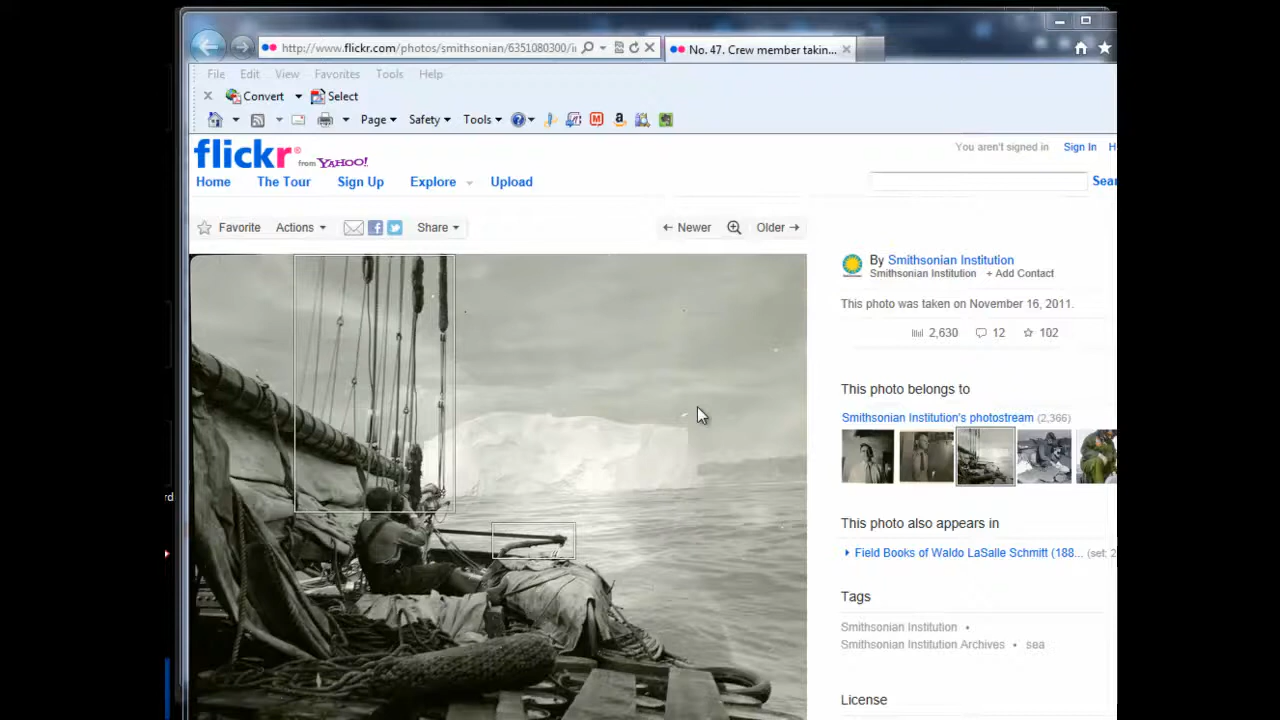 http://www.flickr.com/photos/smithsonian/6351080300/
No. 47. Crew member takin...
File Edit View Favorites Tools Help
Convert Select
Page Safety Tools
flickr from YAHOO!
You aren't signed in Sign In H
Home The Tour Sign Up Explore Upload
Sear
Favorite Actions Share
← Newer Older →
By Smithsonian Institution
Smithsonian Institution + Add Contact
This photo was taken on November 16, 2011.
2,630 12 102
This photo belongs to
Smithsonian Institution's photostream (2,366)
rd
This photo also appears in
Field Books of Waldo LaSalle Schmitt (188... (set: 2
Tags
Smithsonian Institution •
Smithsonian Institution Archives • sea
License